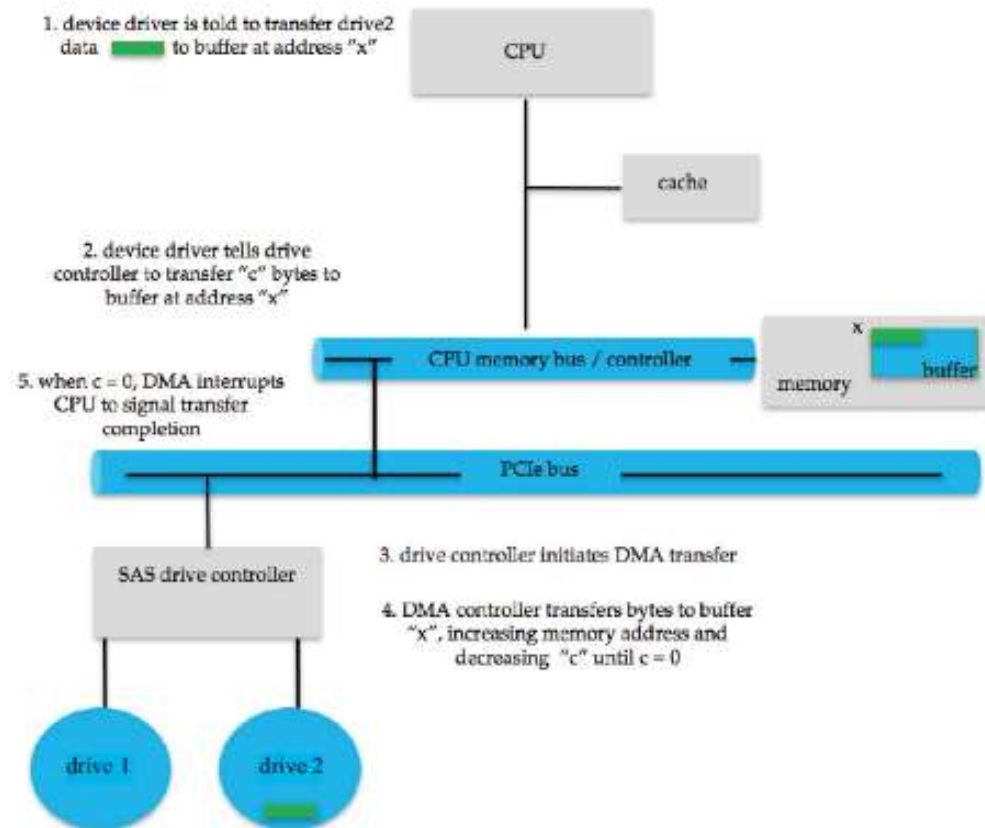 1. device driver is told to transfer drive2
data to buffer at address "x"
CPU
cache
2. device driver tells drive
controller to transfer "c" bytes to
buffer at address "x"
x
buffer
memory
CPU memory bus / controller
5. when c = 0, DMA interrupts
CPU to signal transfer
completion
PCIe bus
3. drive controller initiates DMA transfer
SAS drive controller
4. DMA controller transfers bytes to buffer
"x", increasing memory address and
decreasing "c" until c = 0
drive 1
drive 2